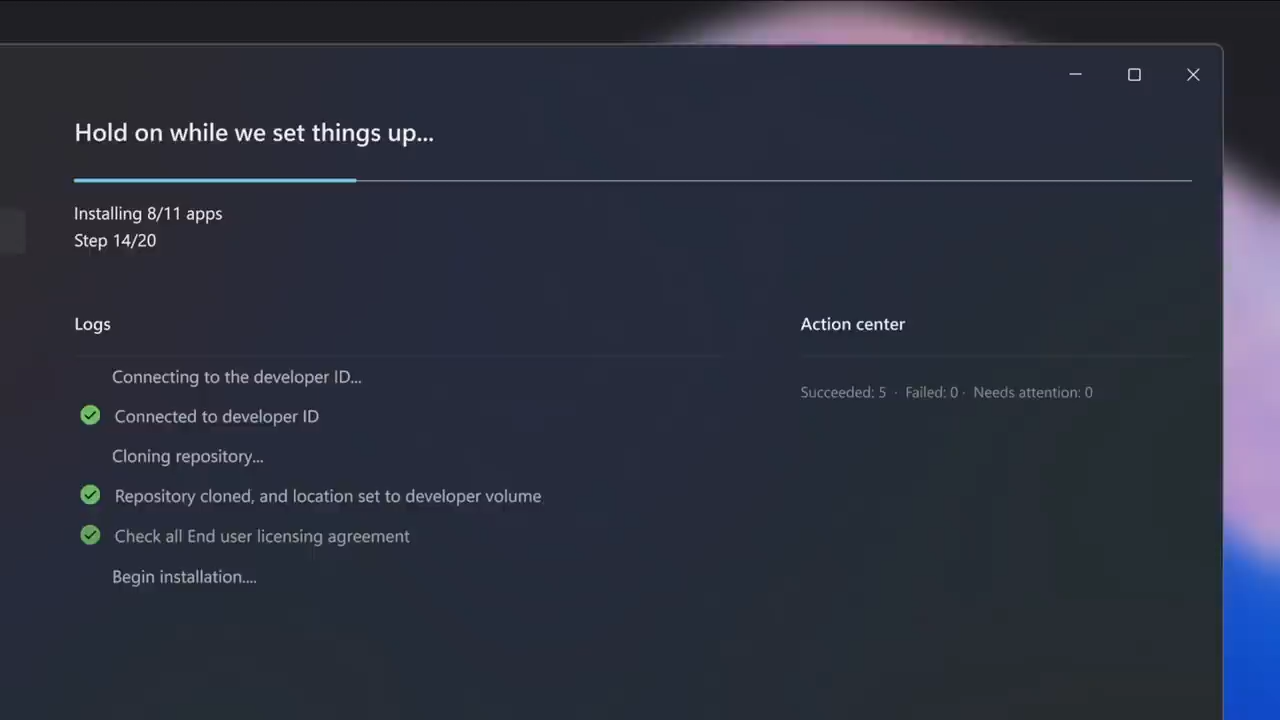 Hold on while we set things up...
Installing 8/11 apps
Step 14/20
Logs
Connecting to the developer ID...
Connected to developer ID
Cloning repository...
Repository cloned, and location set to developer volume
Check all End user licensing agreement
Begin installation....
Action center
Succeeded: 5 · Failed: 0 · Needs attention: 0